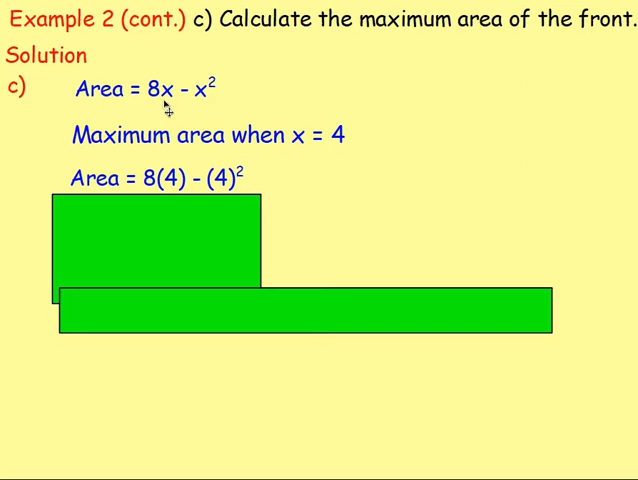 Example 2 (cont.) c) Calculate the maximum area of the front.
Solution
c) Area = 8x - x²
Maximum area when x = 4
Area = 8(4) - (4)²